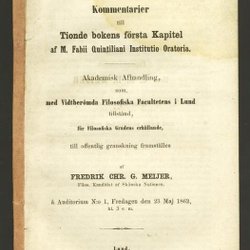 Kommentarier
till
Tionde bokens första Kapitel
af M. Fabii Quintiliani Institutio Oratoria.
Akademisk Afhandling,
som,
med Vidtberömda Filosofiska Facultetens i Lund
tillstånd,
för Filosofiska Gradens erhållande,
till offentlig granskning framställes
af
FREDRIK CHR. G. MEIJER,
Filos. Kandidat af Skånska Nationen.
å Auditorium N:o 1, Fredagen den 23 Maj 1862,
kl. 3 e. m.
Lund,